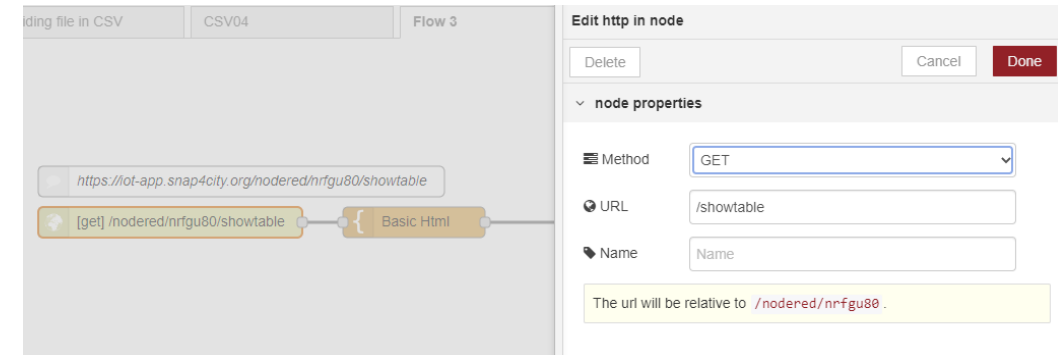 iding file in CSV
CSV04
Flow 3
https://iot-app.snap4city.org/nodered/nrfgu80/showtable
[get] /nodered/nrfgu80/showtable
{ Basic Html
Edit http in node
Delete
Cancel
Done
node properties
Method
GET
URL
/showtable
Name
Name
The url will be relative to /nodered/nrfgu80 .